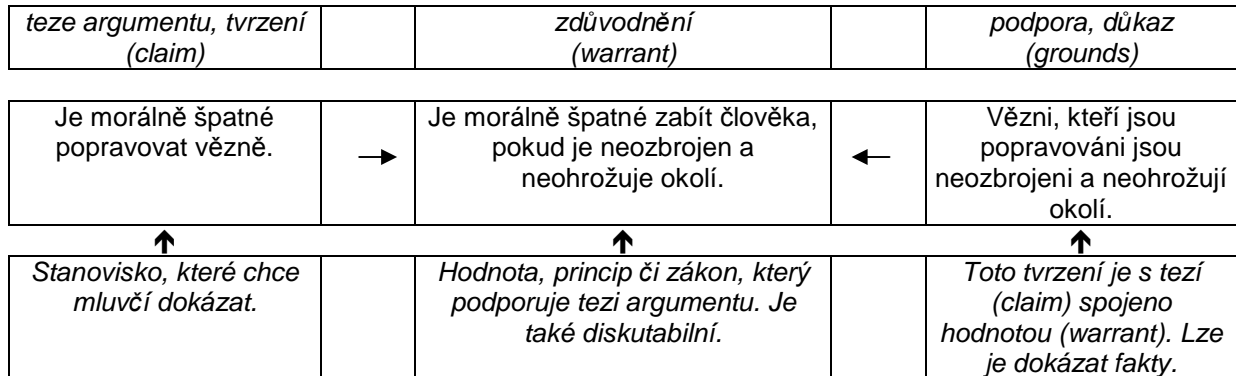 teze argumentu, tvrzení
(claim)
zdůvodnění
(warrant)
podpora, důkaz
(grounds)
Je morálně špatné
popravovat vězně.
Je morálně špatné zabít člověka,
pokud je neozbrojen a
neohrožuje okolí.
Vězni, kteří jsou
popravováni jsou
neozbrojeni a neohrožují
okolí.
Stanovisko, které chce
mluvčí dokázat.
Hodnota, princip či zákon, který
podporuje tezi argumentu. Je
také diskutabilní.
Toto tvrzení je s tezí
(claim) spojeno
hodnotou (warrant). Lze
je dokázat fakty.